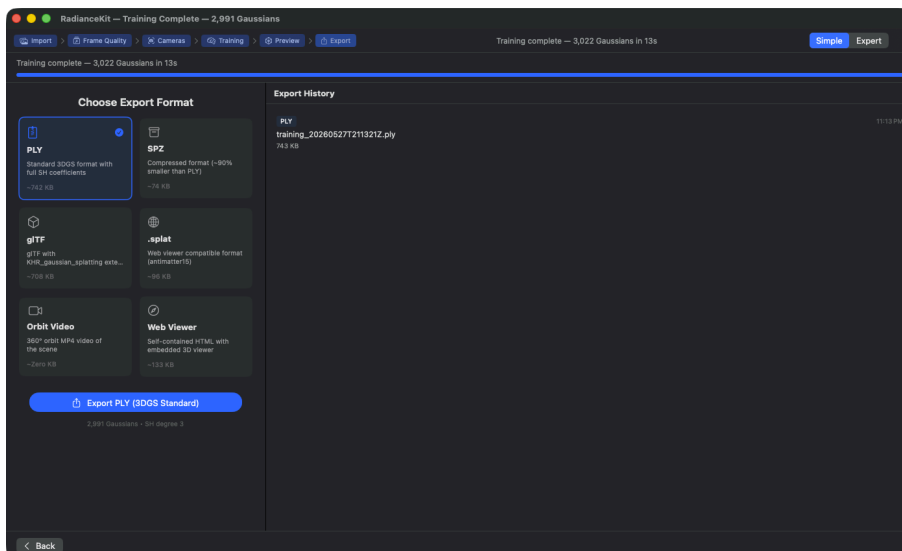 RadianceKit — Training Complete — 2,991 Gaussians
Import > Frame Quality > Cameras > Training > Preview > Export
Training complete — 3,022 Gaussians in 13s
Simple Expert
Training complete — 3,022 Gaussians in 13s
Choose Export Format
PLY
Standard 3DGS format with
full SH coefficients
~742 KB
SPZ
Compressed format (~90%
smaller than PLY)
~74 KB
glTF
glTF with
KHR_gaussian_splatting exte...
~708 KB
.splat
Web viewer compatible format
(antimatter15)
~96 KB
Orbit Video
360° orbit MP4 video of
the scene
~Zero KB
Web Viewer
Self-contained HTML with
embedded 3D viewer
~133 KB
Export PLY (3DGS Standard)
2,991 Gaussians • SH degree 3
Export History
PLY
11:13 PM
training_20260527T211321Z.ply
743 KB
< Back